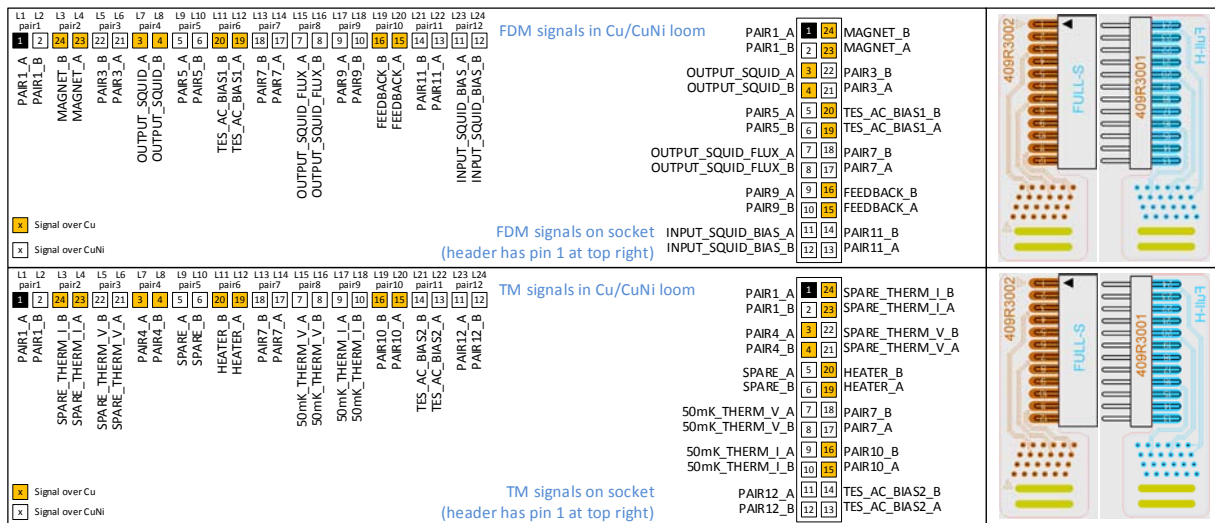 L1 L2 L3 L4 L5 L6 L7 L8 L9 L10 L11 L12 L13 L14 L15 L16 L17 L18 L19 L20 L21 L22 L23 L24
pair1 pair2 pair3 pair4 pair5 pair6 pair7 pair8 pair9 pair10 pair11 pair12
1 2 24 23 22 21 3 4 5 6 20 19 18 17 7 8 9 10 16 15 14 13 11 12
PAIR1_A
PAIR1_B
MAGNET_B
MAGNET_A
PAIR3_B
PAIR3_A
OUTPUT_SQUID_A
OUTPUT_SQUID_B
PAIR5_A
PAIR5_B
TES_AC_BIAS1_B
TES_AC_BIAS1_A
PAIR7_B
PAIR7_A
OUTPUT_SQUID_FLUX_A
OUTPUT_SQUID_FLUX_B
PAIR9_A
PAIR9_B
FEEDBACK_B
FEEDBACK_A
PAIR11_B
PAIR11_A
INPUT_SQUID_BIAS_A
INPUT_SQUID_BIAS_B
x Signal over Cu
x Signal over CuNi
FDM signals in Cu/CuNi loom
FDM signals on socket
(header has pin 1 at top right)
PAIR1_A 1 24 MAGNET_B
PAIR1_B 2 23 MAGNET_A
OUTPUT_SQUID_A 3 22 PAIR3_B
OUTPUT_SQUID_B 4 21 PAIR3_A
PAIR5_A 5 20 TES_AC_BIAS1_B
PAIR5_B 6 19 TES_AC_BIAS1_A
OUTPUT_SQUID_FLUX_A 7 18 PAIR7_B
OUTPUT_SQUID_FLUX_B 8 17 PAIR7_A
PAIR9_A 9 16 FEEDBACK_B
PAIR9_B 10 15 FEEDBACK_A
INPUT_SQUID_BIAS_A 11 14 PAIR11_B
INPUT_SQUID_BIAS_B 12 13 PAIR11_A
409R3002
FULL-S
409R3001
Full-H
L1 L2 L3 L4 L5 L6 L7 L8 L9 L10 L11 L12 L13 L14 L15 L16 L17 L18 L19 L20 L21 L22 L23 L24
pair1 pair2 pair3 pair4 pair5 pair6 pair7 pair8 pair9 pair10 pair11 pair12
1 2 24 23 22 21 3 4 5 6 20 19 18 17 7 8 9 10 16 15 14 13 11 12
PAIR1_A
PAIR1_B
SPARE_THERM_I_B
SPARE_THERM_I_A
SPARE_THERM_V_B
SPARE_THERM_V_A
PAIR4_A
PAIR4_B
SPARE_A
SPARE_B
HEATER_B
HEATER_A
PAIR7_B
PAIR7_A
50mK_THERM_V_A
50mK_THERM_V_B
50mK_THERM_I_A
50mK_THERM_I_B
PAIR10_B
PAIR10_A
TES_AC_BIAS2_B
TES_AC_BIAS2_A
PAIR12_A
PAIR12_B
x Signal over Cu
x Signal over CuNi
TM signals in Cu/CuNi loom
TM signals on socket
(header has pin 1 at top right)
PAIR1_A 1 24 SPARE_THERM_I_B
PAIR1_B 2 23 SPARE_THERM_I_A
PAIR4_A 3 22 SPARE_THERM_V_B
PAIR4_B 4 21 SPARE_THERM_V_A
SPARE_A 5 20 HEATER_B
SPARE_B 6 19 HEATER_A
50mK_THERM_V_A 7 18 PAIR7_B
50mK_THERM_V_B 8 17 PAIR7_A
50mK_THERM_I_A 9 16 PAIR10_B
50mK_THERM_I_B 10 15 PAIR10_A
PAIR12_A 11 14 TES_AC_BIAS2_B
PAIR12_B 12 13 TES_AC_BIAS2_A
409R3002
FULL-S
409R3001
Full-H